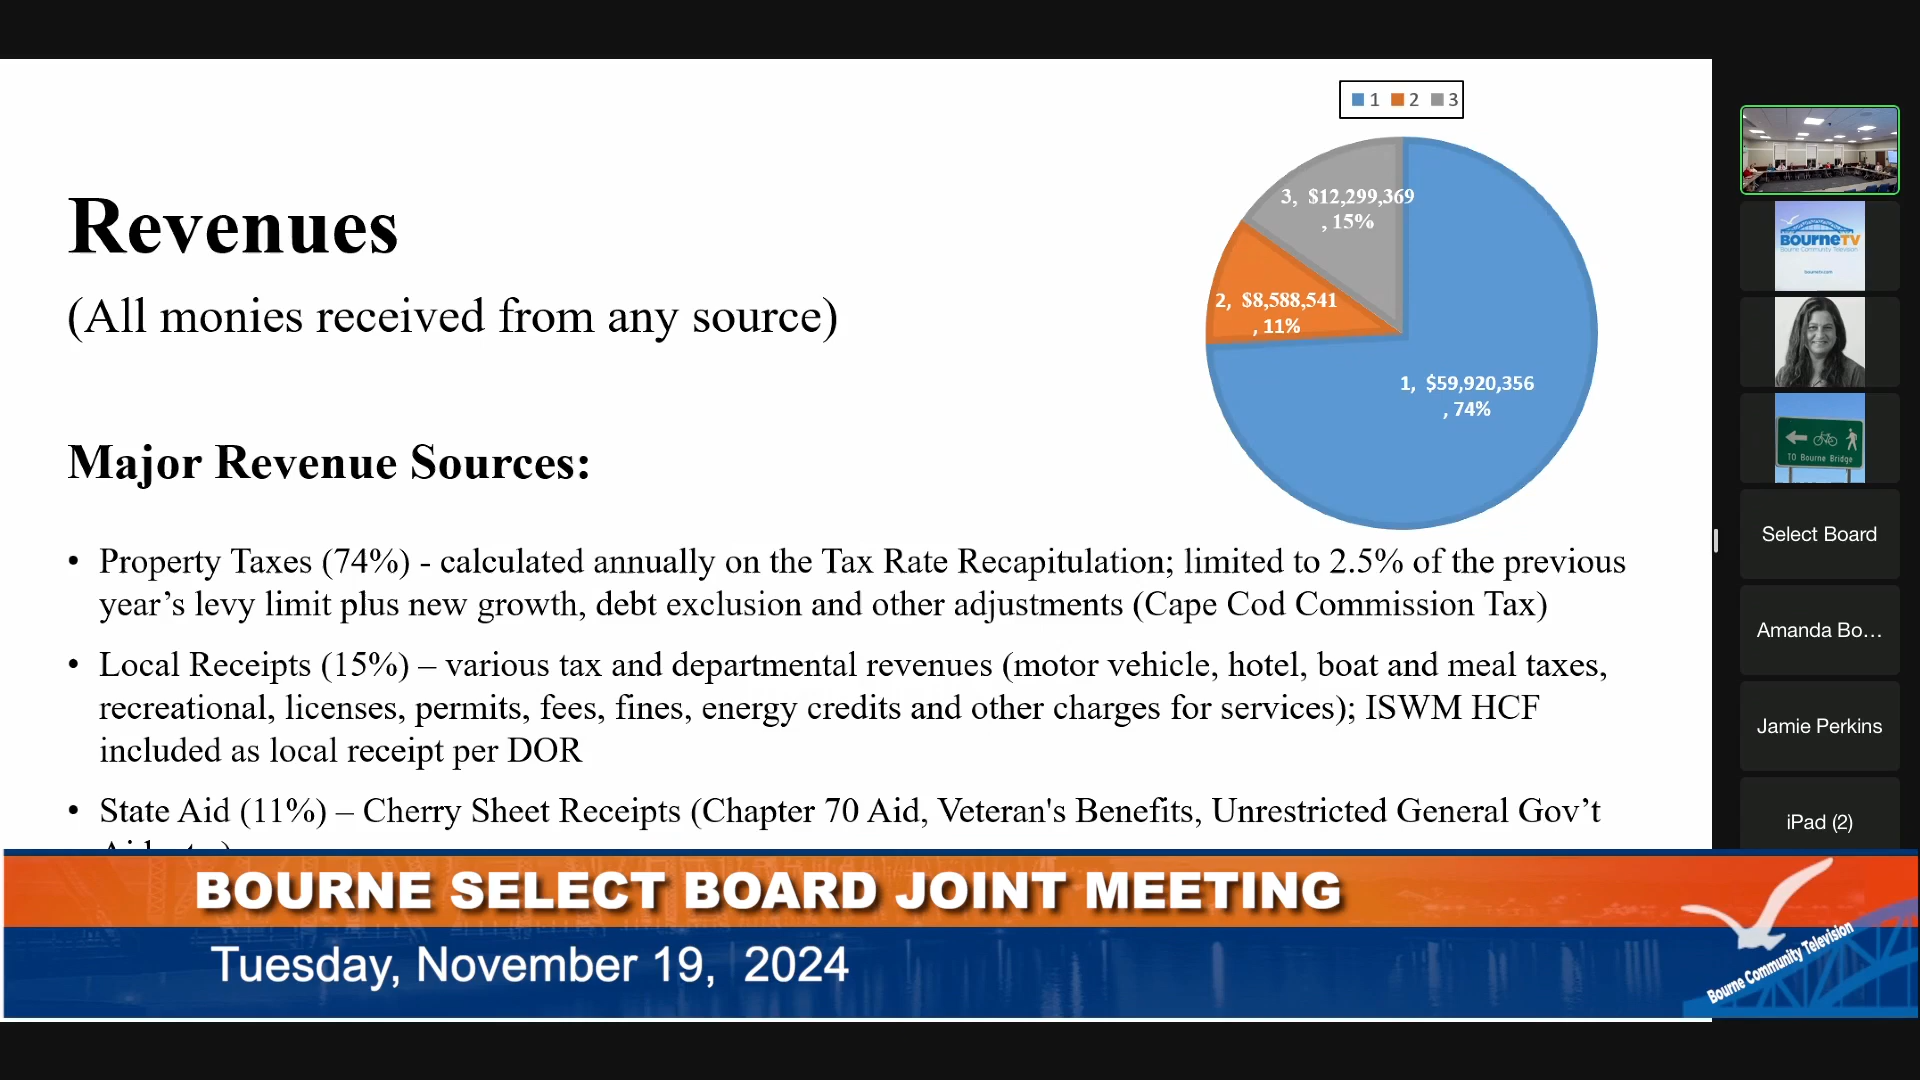 Revenues
(All monies received from any source)
Major Revenue Sources:
1 2 3
3, $12,299,369
, 15%
2, $8,588,541
, 11%
1, $59,920,356
, 74%
• Property Taxes (74%) - calculated annually on the Tax Rate Recapitulation; limited to 2.5% of the previous
year’s levy limit plus new growth, debt exclusion and other adjustments (Cape Cod Commission Tax)
• Local Receipts (15%) – various tax and departmental revenues (motor vehicle, hotel, boat and meal taxes,
recreational, licenses, permits, fees, fines, energy credits and other charges for services); ISWM HCF
included as local receipt per DOR
• State Aid (11%) – Cherry Sheet Receipts (Chapter 70 Aid, Veteran's Benefits, Unrestricted General Gov’t
BOURNE SELECT BOARD JOINT MEETING
Tuesday, November 19, 2024
Bourne Community Television
BOURNETV
Bourne Community Television
TO Bourne Bridge
Select Board
Amanda Bo…
Jamie Perkins
iPad (2)